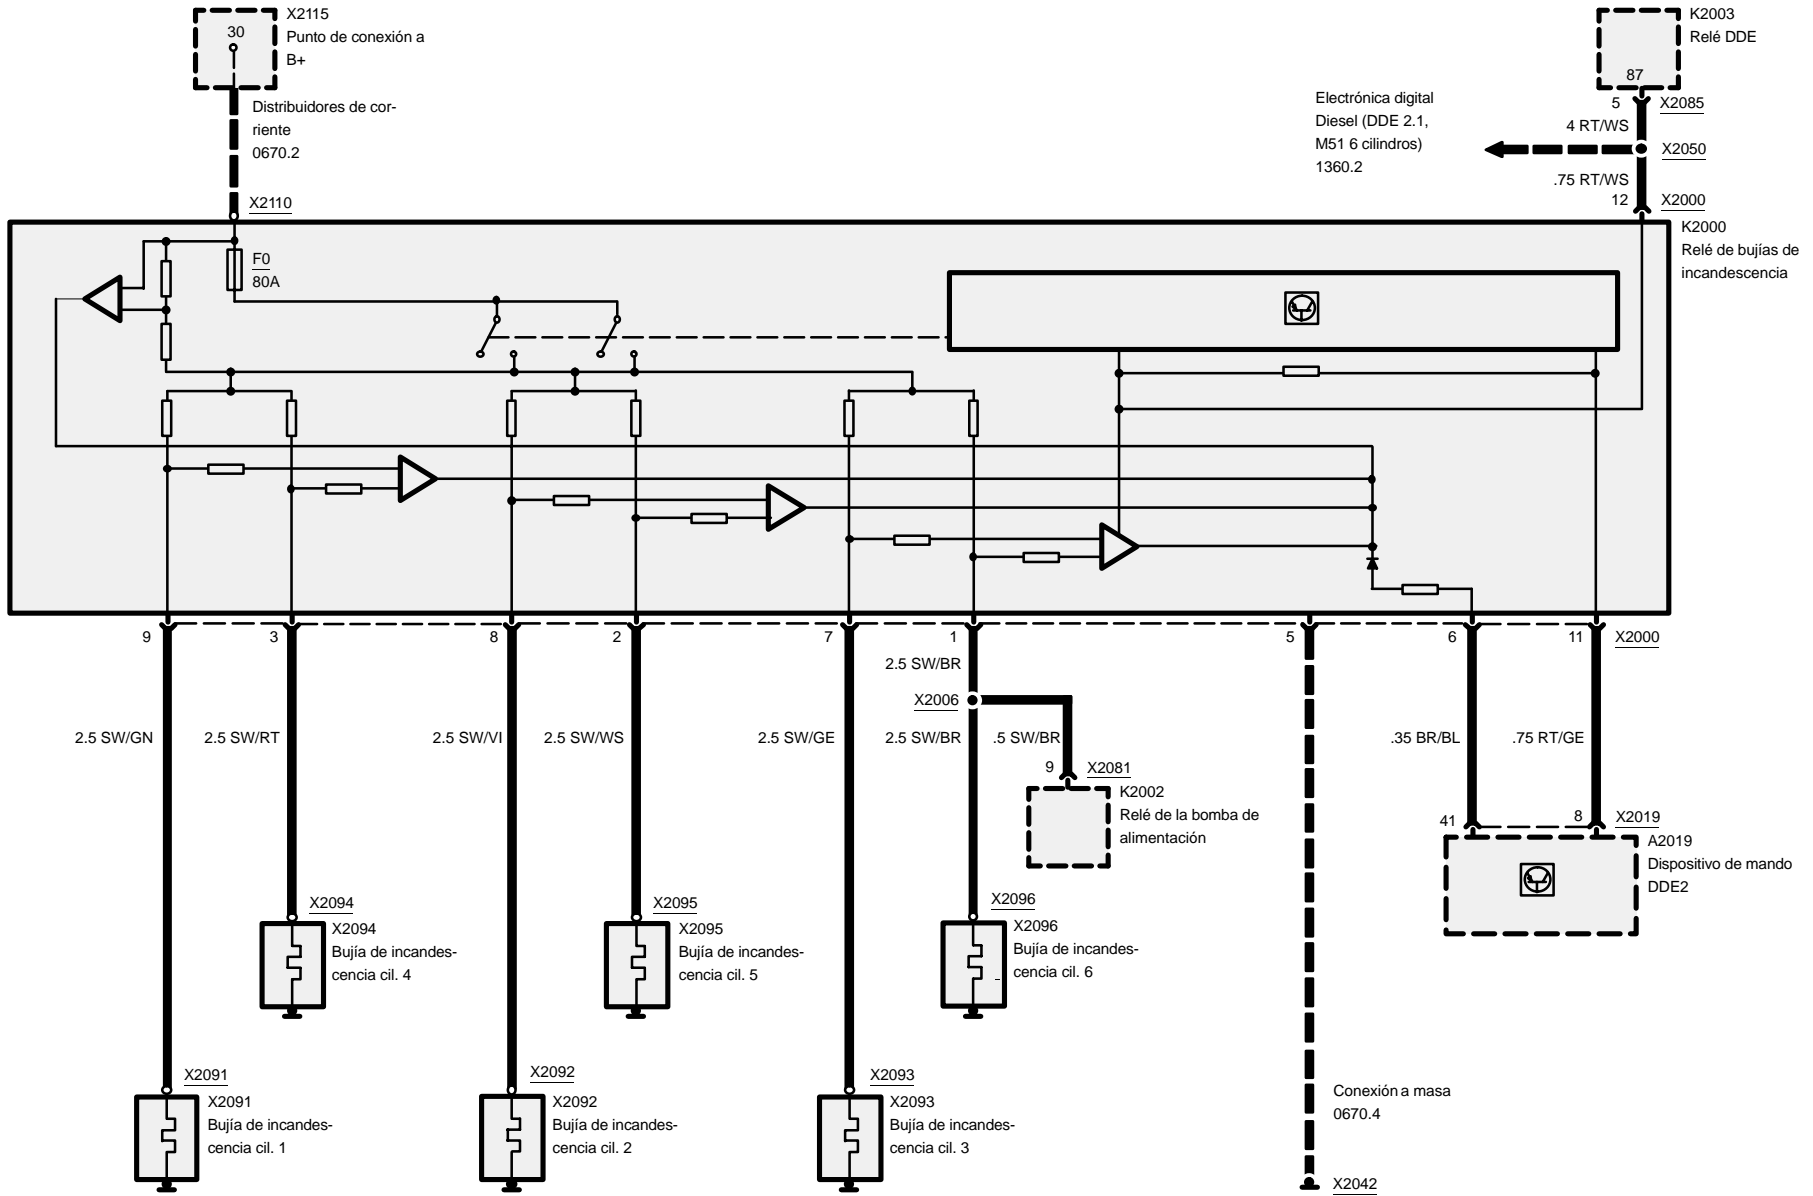 X2115
30
Punto de conexión a
B+
K2003
Relé DDE
87
Distribuidores de cor-
riente
0670.2
Electrónica digital
Diesel (DDE 2.1,
M51 6 cilindros)
1360.2
5
X2085
4 RT/WS
X2050
.75 RT/WS
X2110
12
X2000
K2000
Relé de bujías de
incandescencia
F0
80A
9
3
8
2
7
1
5
6
11
X2000
2.5 SW/BR
X2006
2.5 SW/GN
2.5 SW/RT
2.5 SW/VI
2.5 SW/WS
2.5 SW/GE
2.5 SW/BR
.5 SW/BR
.35 BR/BL
.75 RT/GE
9
X2081
K2002
Relé de la bomba de
alimentación
41
8
X2019
A2019
Dispositivo de mando
DDE2
X2094
X2094
Bujía de incandes-
cencia cil. 4
X2095
X2095
Bujía de incandes-
cencia cil. 5
X2096
X2096
Bujía de incandes-
cencia cil. 6
X2091
X2091
Bujía de incandes-
cencia cil. 1
X2092
X2092
Bujía de incandes-
cencia cil. 2
X2093
X2093
Bujía de incandes-
cencia cil. 3
Conexión a masa
0670.4
X2042